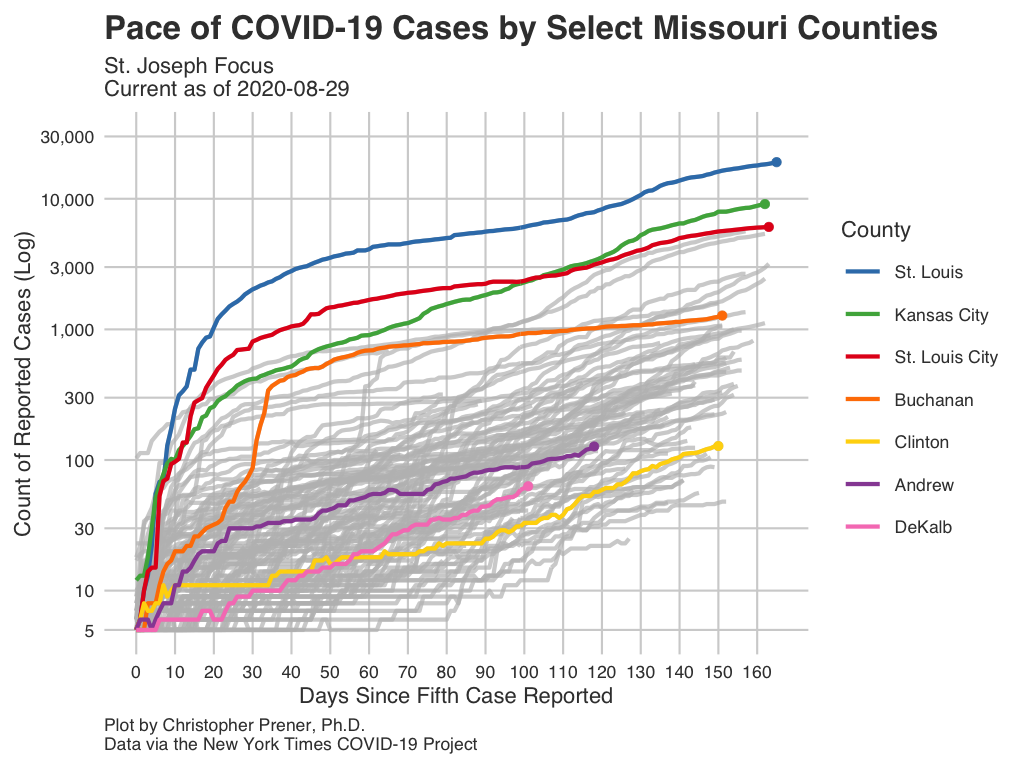 Pace of COVID-19 Cases by Select Missouri Counties
St. Joseph Focus
Current as of 2020-08-29
Count of Reported Cases (Log)
30,000
10,000
3,000
1,000
300
100
30
10
5
0 10 20 30 40 50 60 70 80 90 100 110 120 130 140 150 160
Days Since Fifth Case Reported
County
St. Louis
Kansas City
St. Louis City
Buchanan
Clinton
Andrew
DeKalb
Plot by Christopher Prener, Ph.D.
Data via the New York Times COVID-19 Project